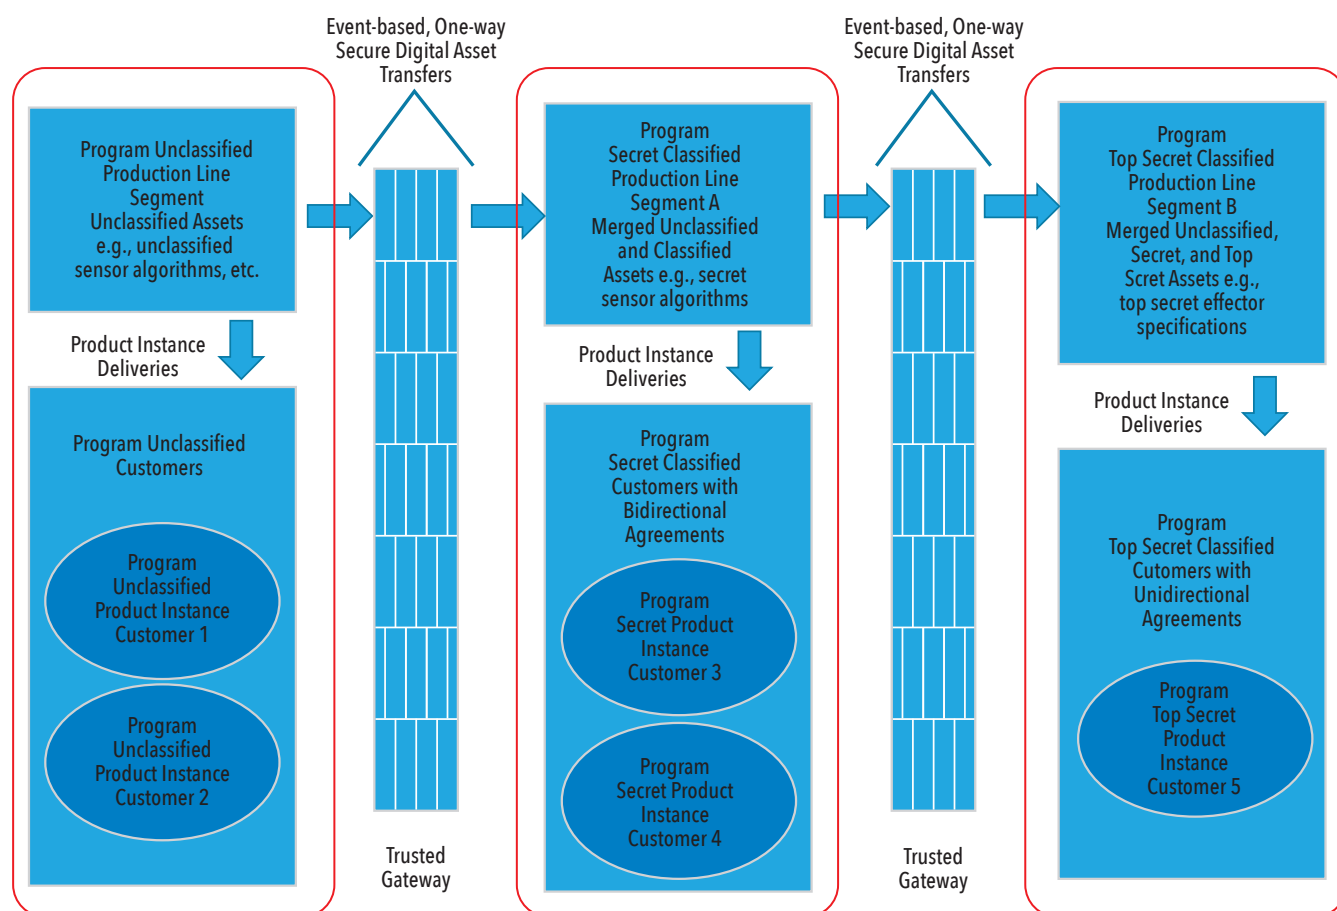 Event-based, One-way
Secure Digital Asset
Transfers
Event-based, One-way
Secure Digital Asset
Transfers
Program Unclassified
Production Line
Segment
Unclassified Assets
e.g., unclassified
sensor algorithms, etc.
Program
Secret Classified
Production Line
Segment A
Merged Unclassified
and Classified
Assets e.g., secret
sensor algorithms
Program
Top Secret Classified
Production Line
Segment B
Merged Unclassified,
Secret, and Top
Scret Assets e.g.,
top secret effector
specifications
Product Instance
Deliveries
Product Instance
Deliveries
Product Instance
Deliveries
Program Unclassified
Customers
Program
Unclassified
Product Instance
Customer 1
Program
Unclassified
Product Instance
Customer 2
Program
Secret Classified
Customers with
Bidirectional
Agreements
Program
Secret Product
Instance
Customer 3
Program
Secret Product
Instance
Customer 4
Program
Top Secret Classified
Cutomers with
Unidirectional
Agreements
Program
Top Secret
Product
Instance
Customer 5
Trusted
Gateway
Trusted
Gateway